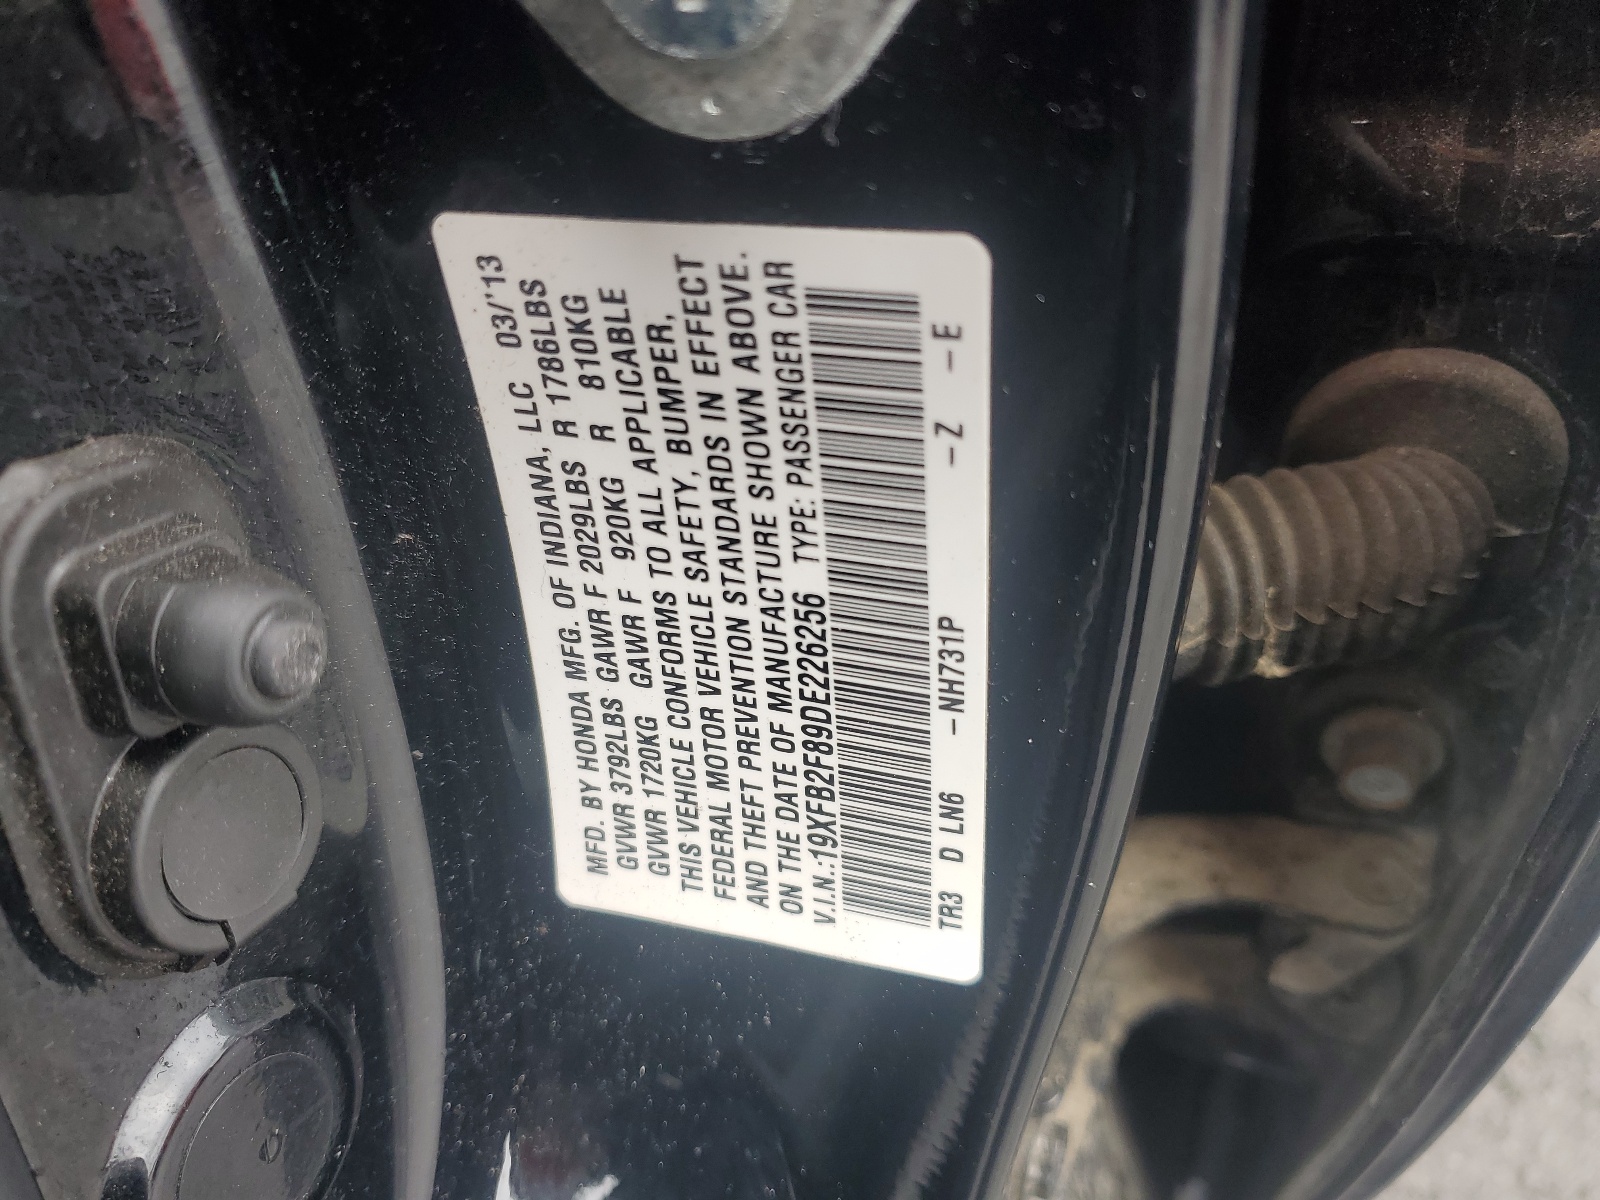 MFD. BY HONDA MFG. OF INDIANA, LLC 03/'13
GVWR 3792LBS GAWR F 2029LBS R 1786LBS
GVWR 1720KG GAWR F 920KG R 810KG
THIS VEHICLE CONFORMS TO ALL APPLICABLE
FEDERAL MOTOR VEHICLE SAFETY, BUMPER,
AND THEFT PREVENTION STANDARDS IN EFFECT
ON THE DATE OF MANUFACTURE SHOWN ABOVE.
V.I.N.:19XFB2F89DE226256 TYPE: PASSENGER CAR
TR3 D LN6 -NH731P -Z -E